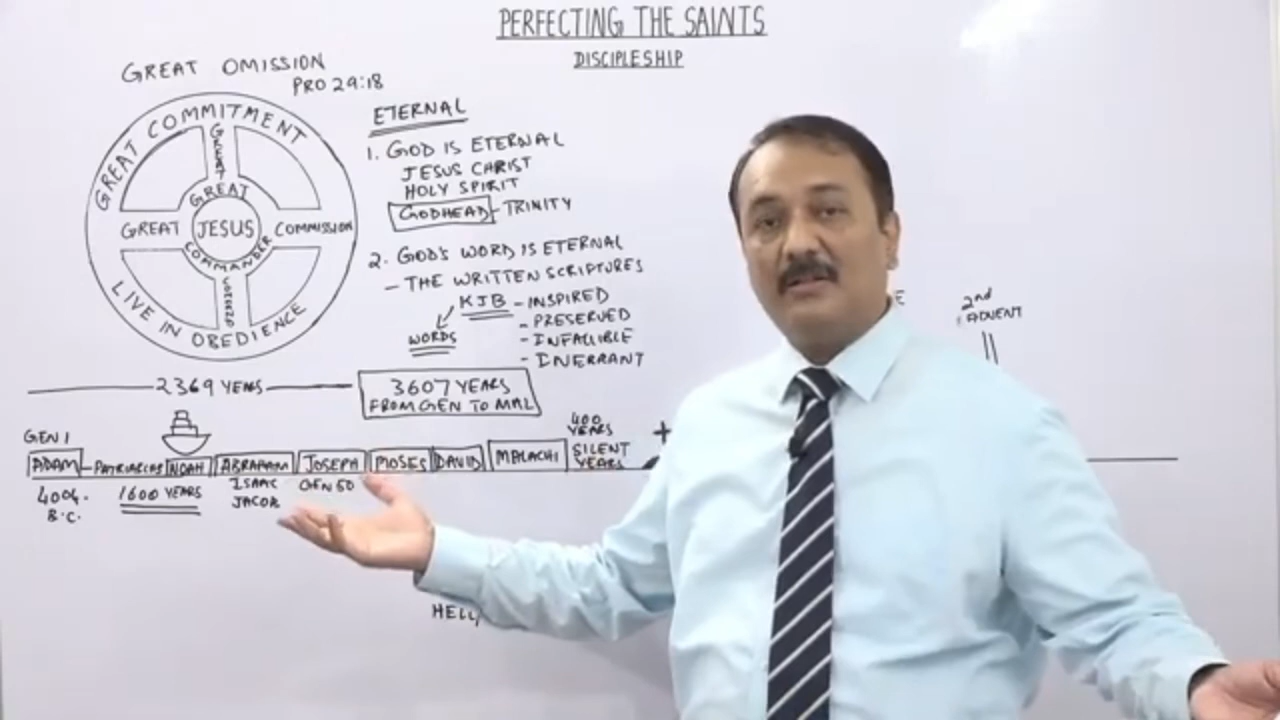 PERFECTING THE SAINTS
DISCIPLESHIP
GREAT OMISSION
PRO 29:18
GREAT COMMITMENT
GREAT
GREAT
GREAT JESUS COMMISSION
COMMANDER
LIVE IN OBEDIENCE
ETERNAL
1. GOD IS ETERNAL
JESUS CHRIST
HOLY SPIRIT
GODHEAD - TRINITY
2. GOD'S WORD IS ETERNAL
- THE WRITTEN SCRIPTURES
KJB - INSPIRED
- PRESERVED
WORDS
- INFALLIBLE
- INERRANT
2369 YEARS
3607 YEARS
FROM GEN TO MAL
2nd
ADVENT
GEN 1
400
YEARS
ADAM - PATRIARCHS NOAH ABRAHAM JOSEPH MOSES DAVID MALACHI SILENT
YEARS
1600 YEARS
ISAAC
JACOB
GEN 50
B.C.
HELL